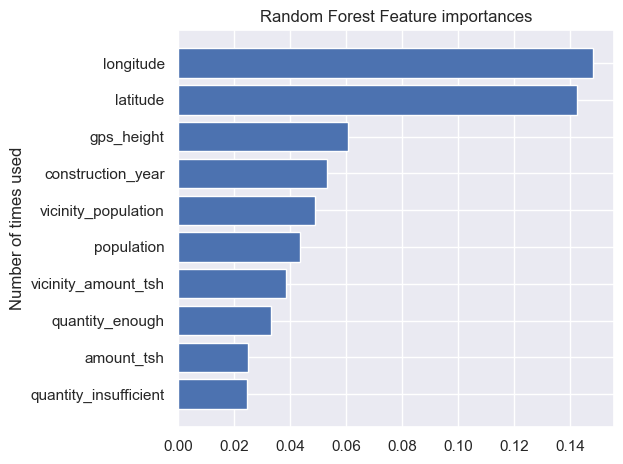 Random Forest Feature importances
Number of times used
longitude
latitude
gps_height
construction_year
vicinity_population
population
vicinity_amount_tsh
quantity_enough
amount_tsh
quantity_insufficient
0.00 0.02 0.04 0.06 0.08 0.10 0.12 0.14